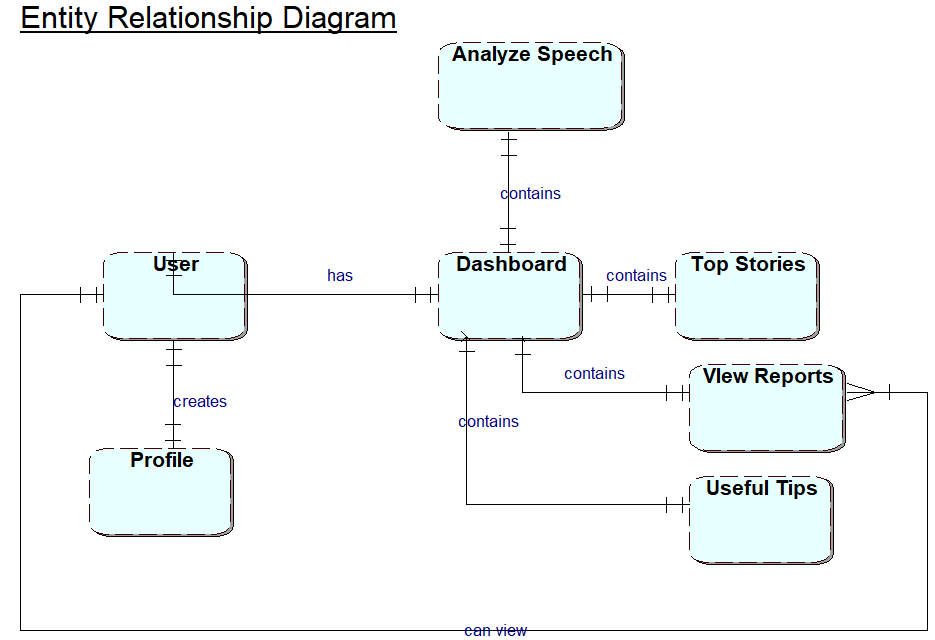 Entity Relationship Diagram
Analyze Speech
contains
User
has
Dashboard
contains
Top Stories
contains
VIew Reports
creates
contains
Profile
Useful Tips
can view